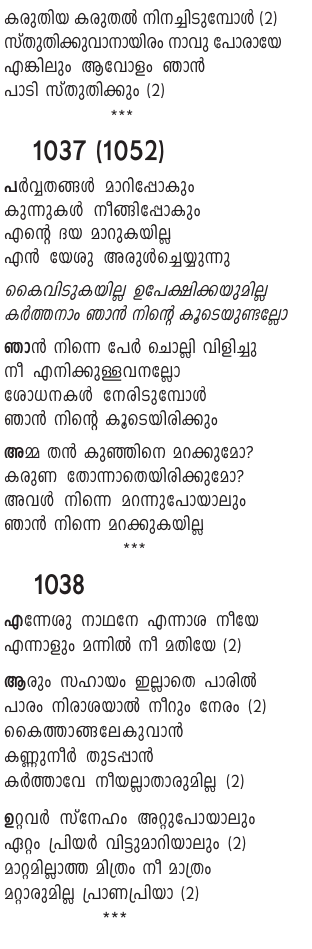 കരുതിയ കരുതൽ നിനച്ചിടുമ്പോൾ (2)
സ്തുതിക്കുവാനായിരം നാവു പോരായേ
എങ്കിലും ആവോളം ഞാൻ
പാടി സ്തുതിക്കും (2)
***
1037 (1052)
പർവ്വതങ്ങൾ മാറിപ്പോകും
കുന്നുകൾ നീങ്ങിപ്പോകും
എന്റെ ദയ മാറുകയില്ല
എൻ യേശു അരുൾച്ചെയ്യുന്നു
കൈവിടുകയില്ല ഉപേക്ഷിക്കയുമില്ല
കർത്തനാം ഞാൻ നിന്റെ കൂടെയുണ്ടല്ലോ
ഞാൻ നിന്നെ പേർ ചൊല്ലി വിളിച്ചു
നീ എനിക്കുള്ളവനല്ലോ
ശോധനകൾ നേരിടുമ്പോൾ
ഞാൻ നിന്റെ കൂടെയിരിക്കും
അമ്മ തൻ കുഞ്ഞിനെ മറക്കുമോ?
കരുണ തോന്നാതെയിരിക്കുമോ?
അവൾ നിന്നെ മറന്നുപോയാലും
ഞാൻ നിന്നെ മറക്കുകയില്ല
***
1038
എന്നേശു നാഥനേ എന്നാശ നീയേ
എന്നാളും മന്നിൽ നീ മതിയേ (2)
ആരും സഹായം ഇല്ലാതെ പാരിൽ
പാരം നിരാശയാൽ നീറും നേരം (2)
കൈത്താങ്ങലേകുവാൻ
കണ്ണുനീർ തുടപ്പാൻ
കർത്താവേ നീയല്ലാതാരുമില്ല (2)
ഉറ്റവർ സ്നേഹം അറ്റുപോയാലും
ഏറ്റം പ്രിയർ വിട്ടുമാറിയാലും (2)
മാറ്റമില്ലാത്ത മിത്രം നീ മാത്രം
മറ്റാരുമില്ല പ്രാണപ്രിയാ (2)
***